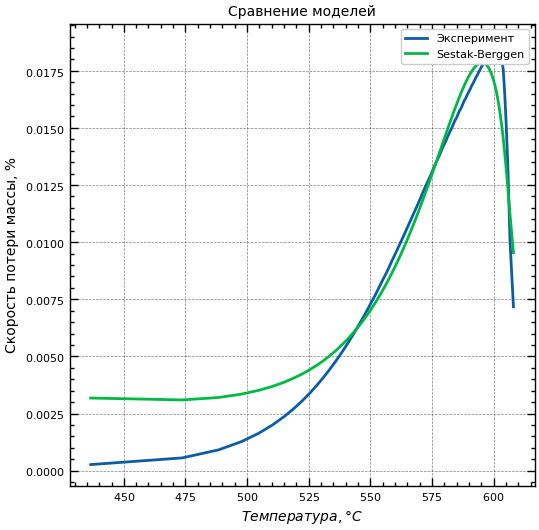 Сравнение моделей
Эксперимент
Sestak-Berggen
Скорость потери массы, %
0.0175
0.0150
0.0125
0.0100
0.0075
0.0050
0.0025
0.0000
450 475 500 525 550 575 600
Температура, °C